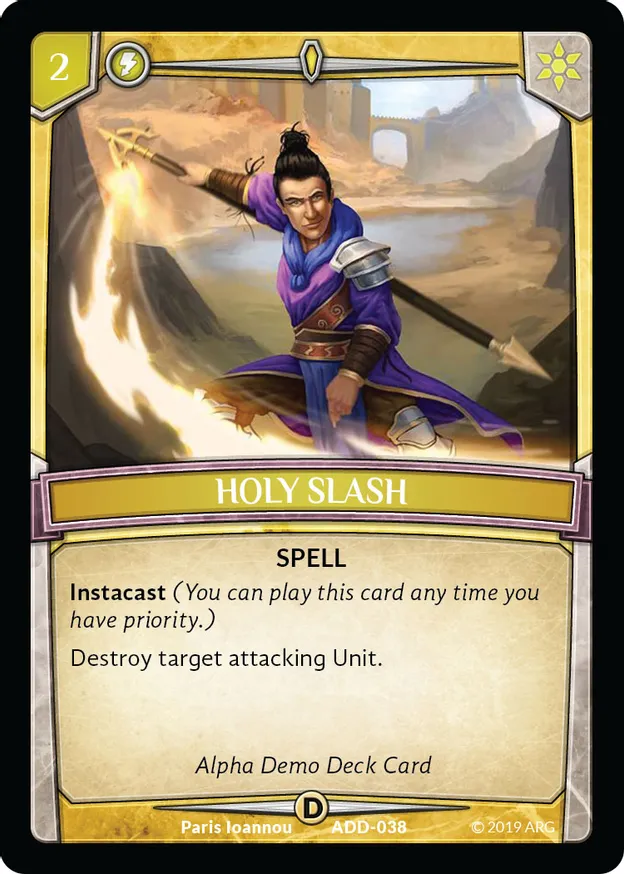 2
HOLY SLASH
SPELL
Instacast (You can play this card any time you
have priority.)
Destroy target attacking Unit.
Alpha Demo Deck Card
D
Paris Ioannou ADD-038 © 2019 ARG